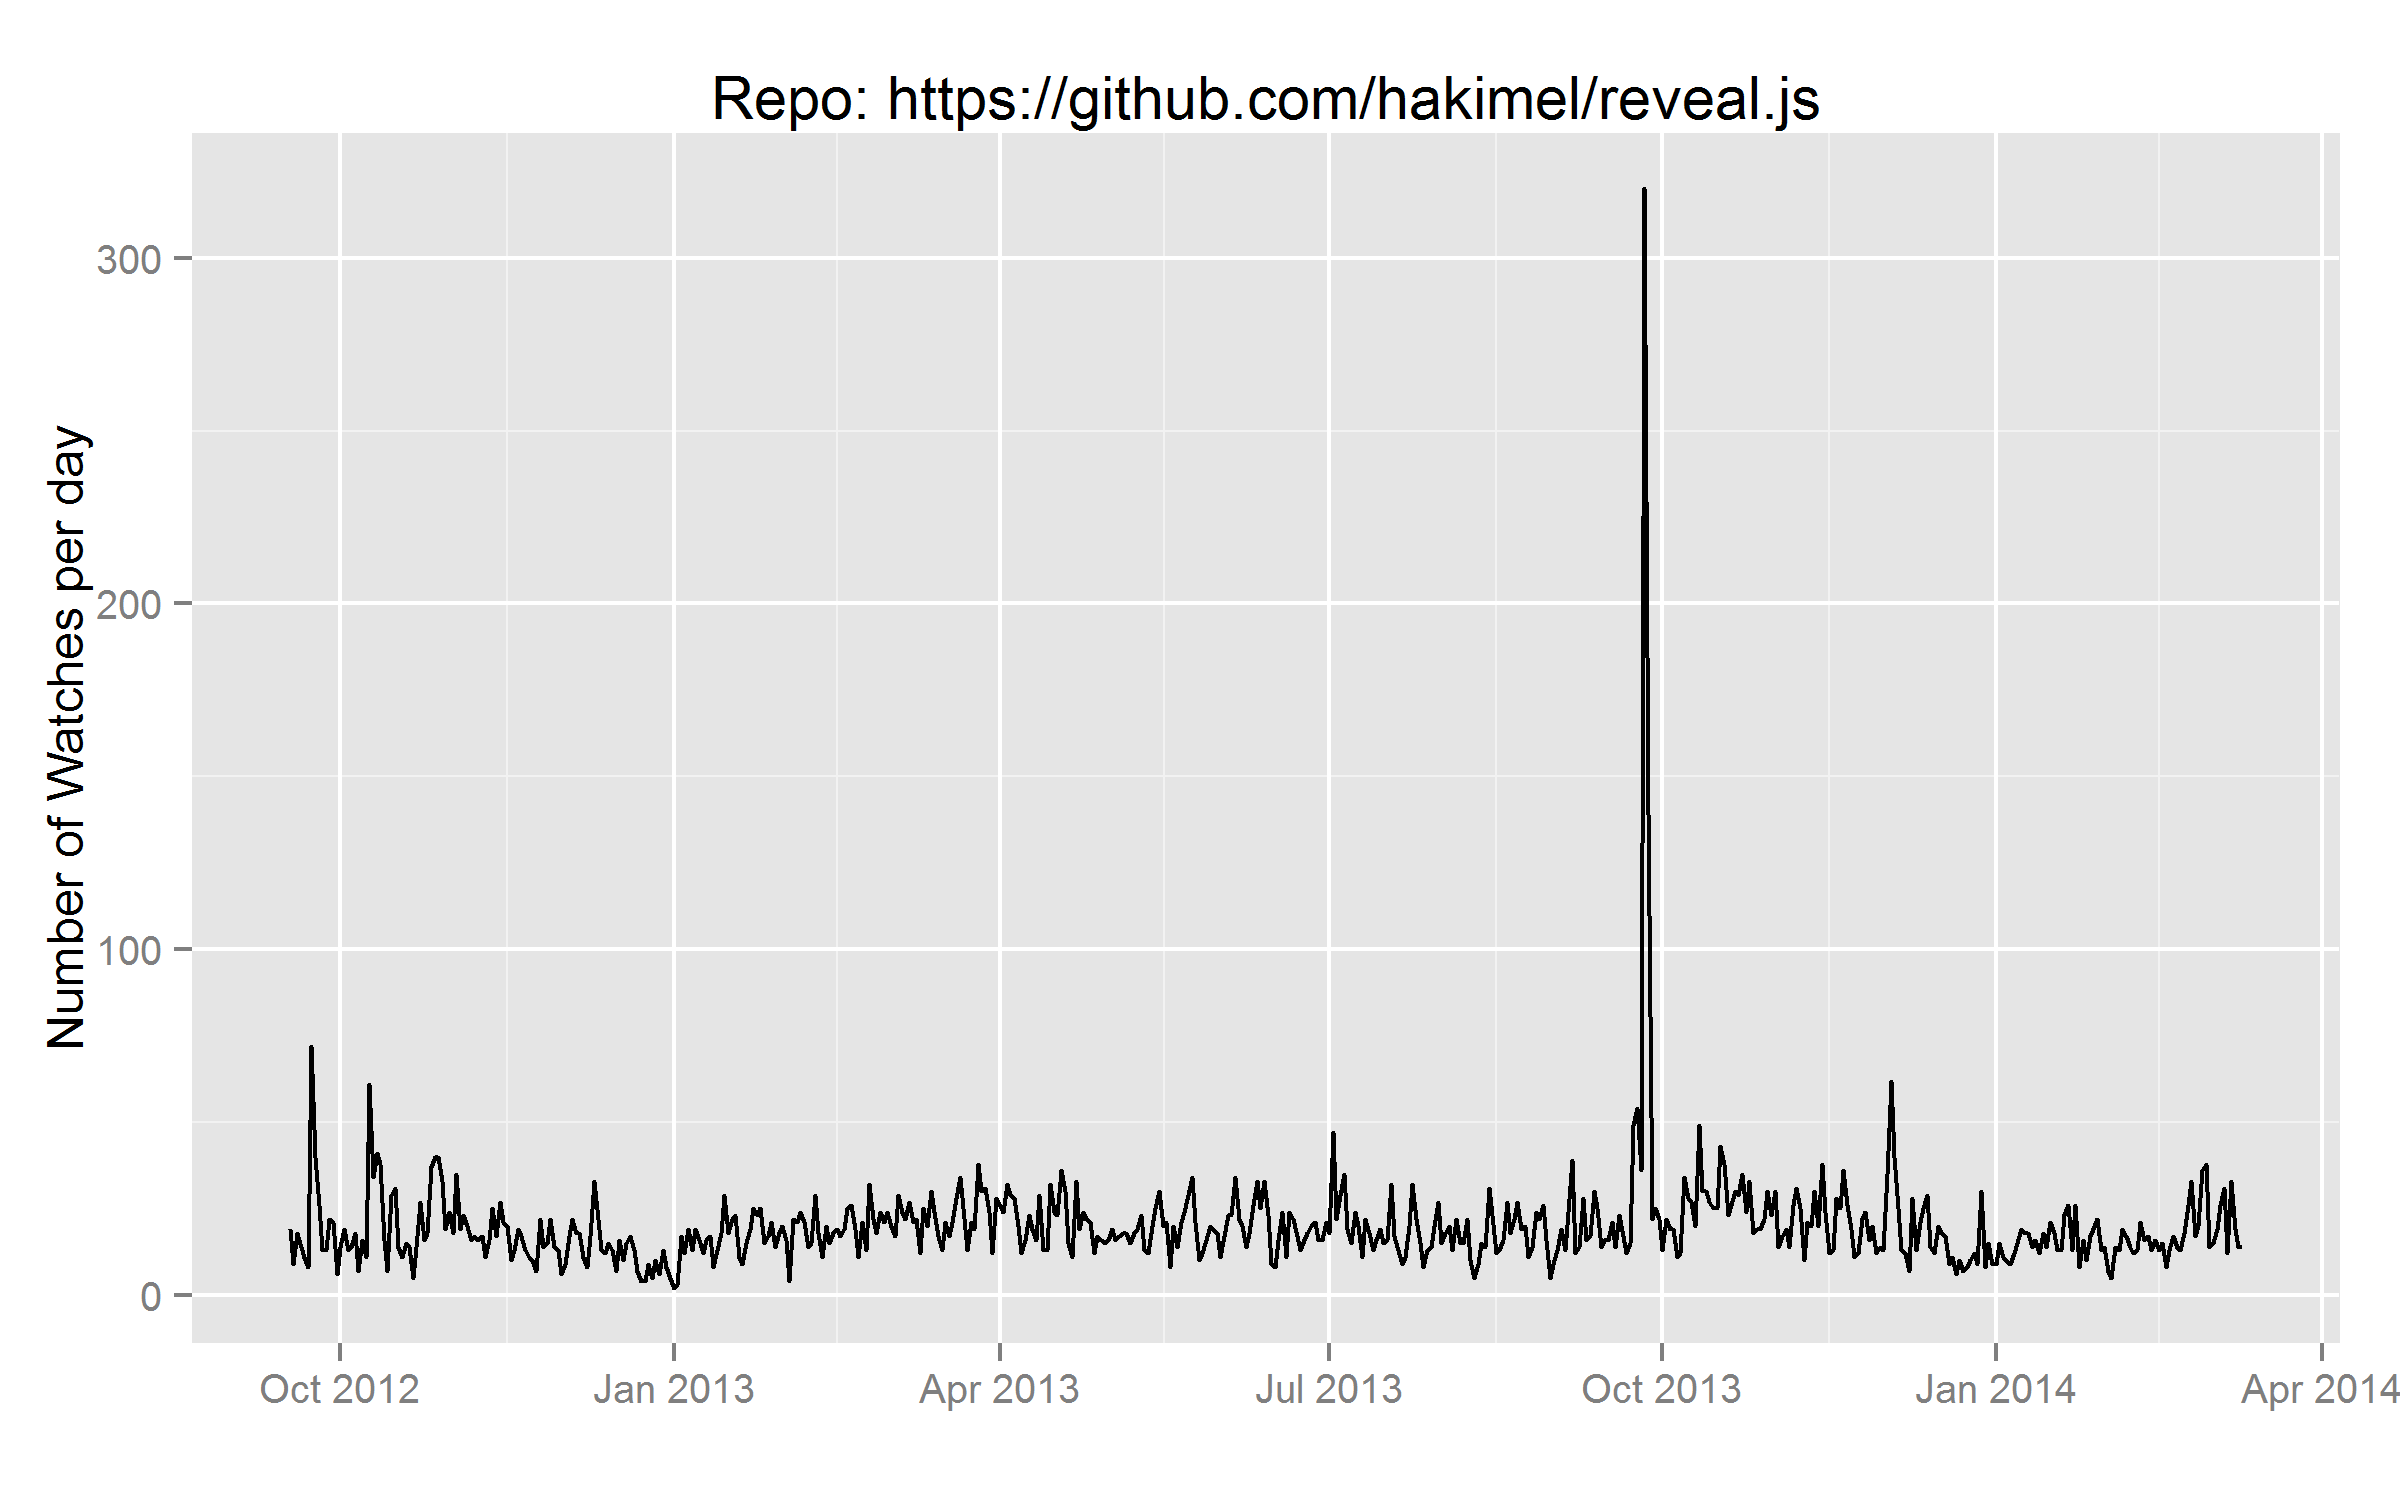 Repo: https://github.com/hakimel/reveal.js
Number of Watches per day
300
200
100
0
Oct 2012
Jan 2013
Apr 2013
Jul 2013
Oct 2013
Jan 2014
Apr 2014